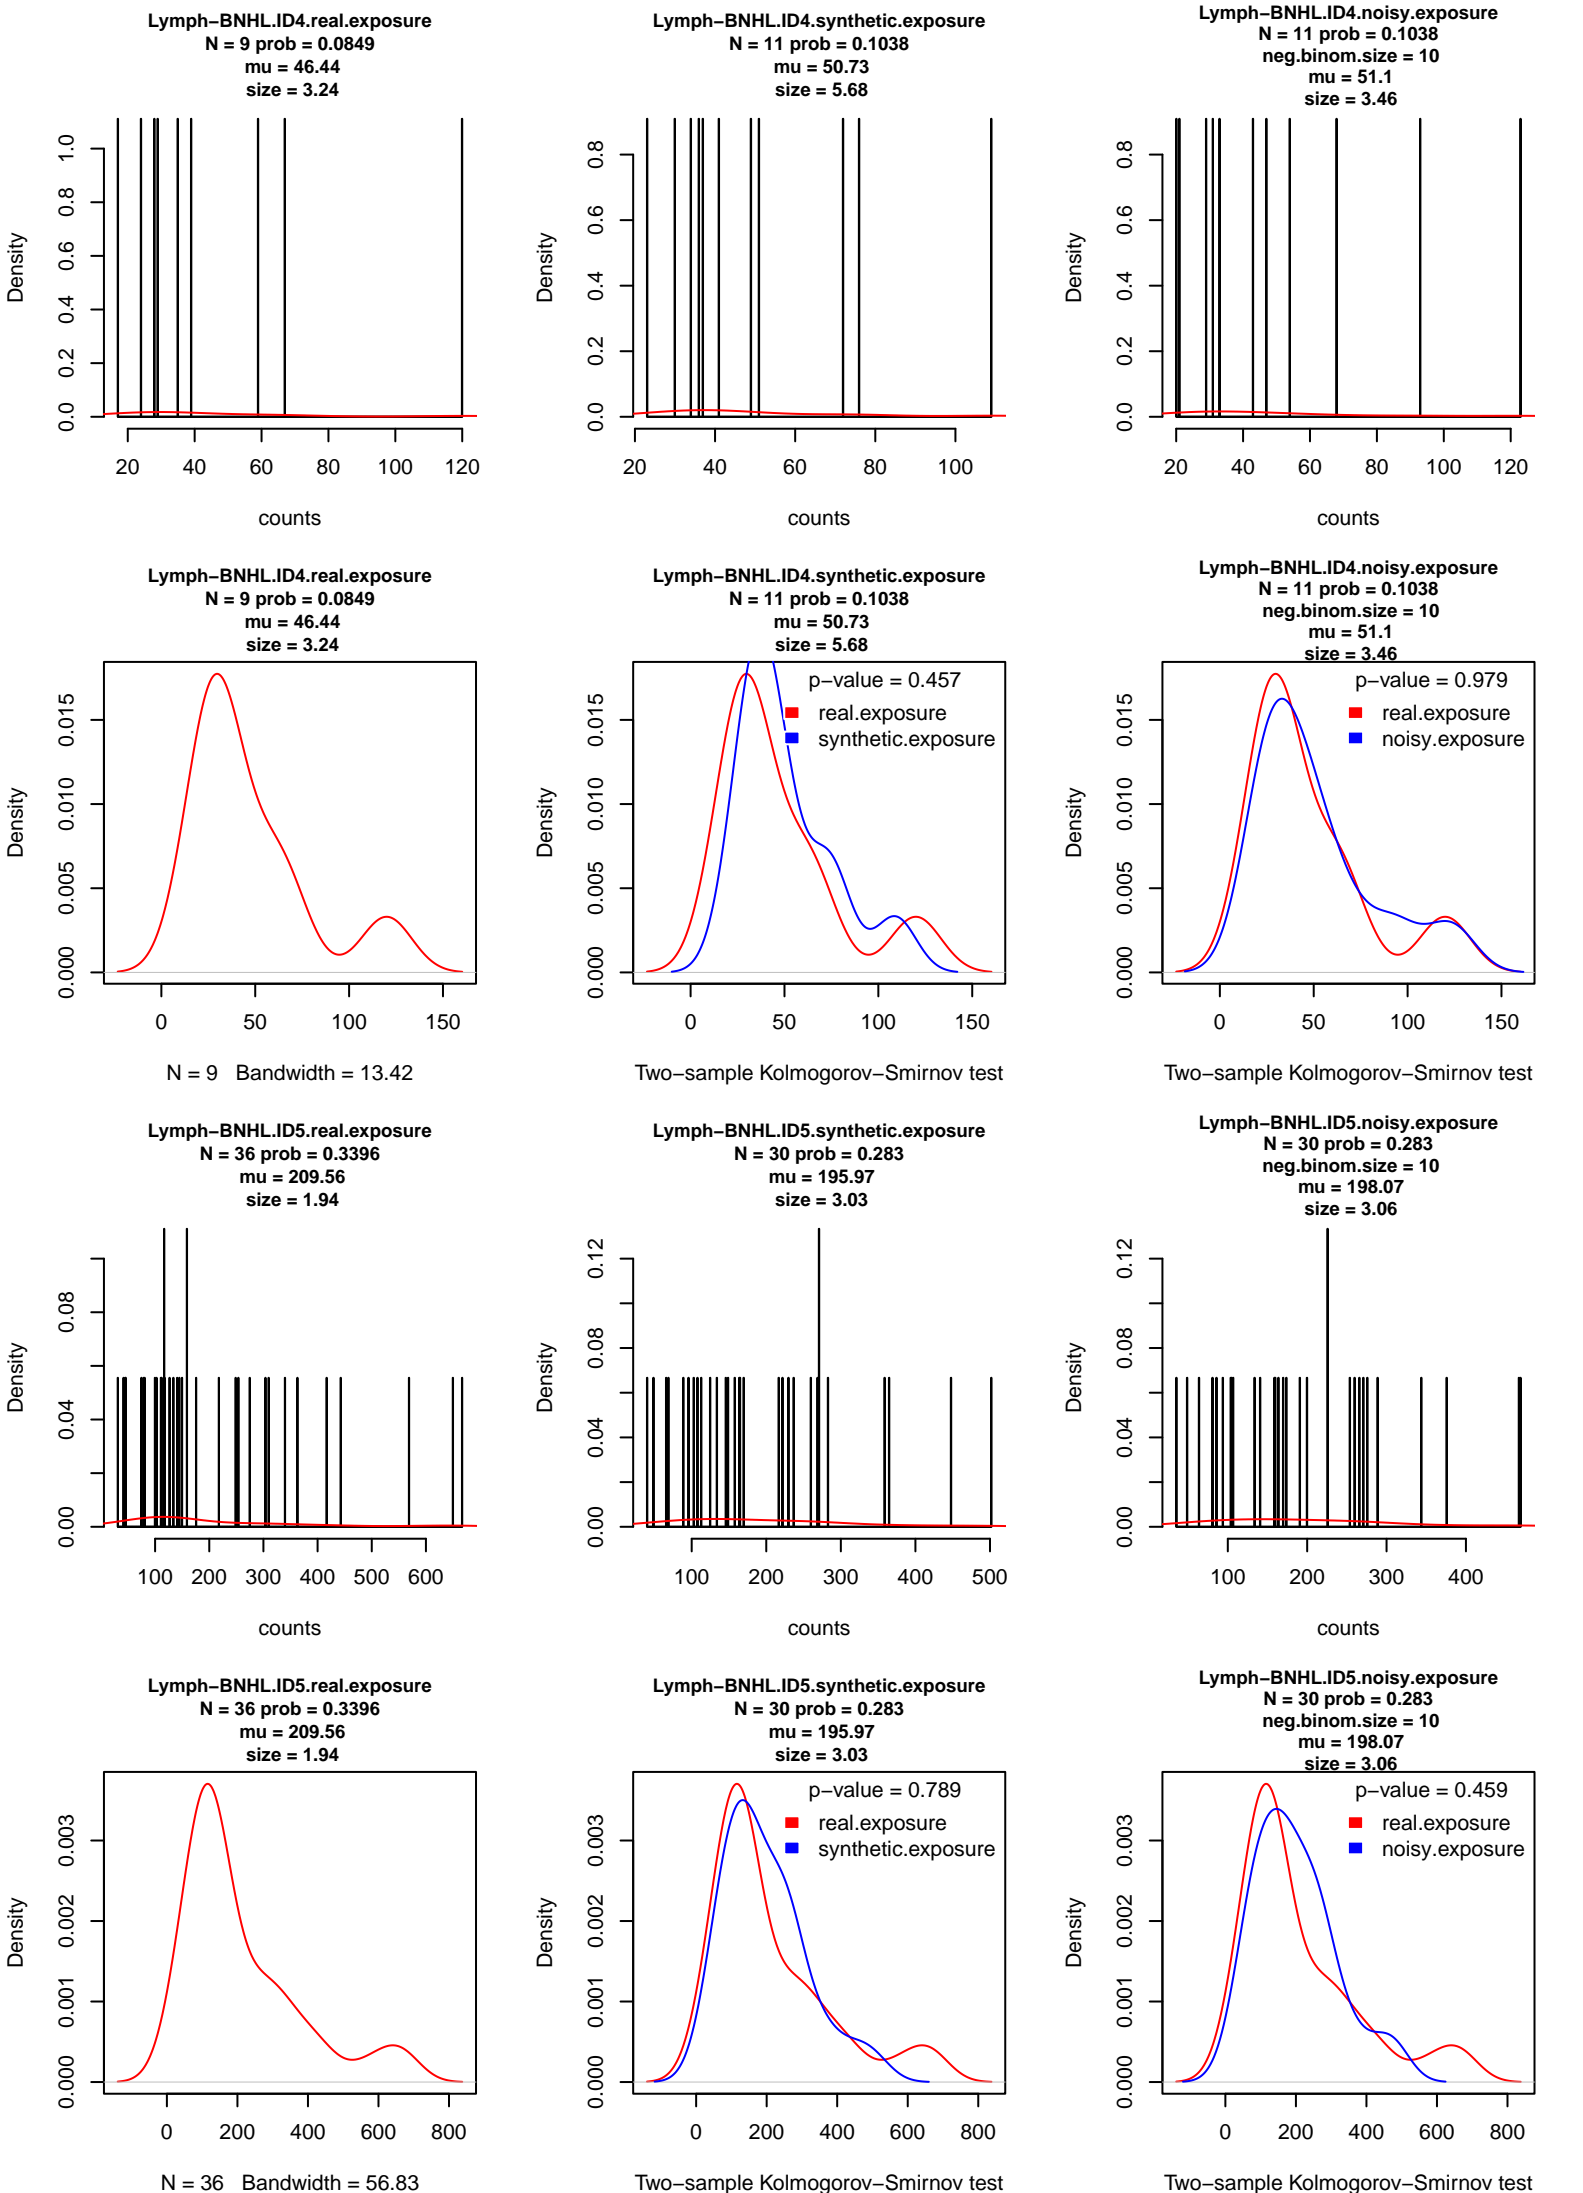 Lymph−BNHL.ID4.real.exposure
N = 9 prob = 0.0849
mu = 46.44
size = 3.24
Density
0.0 0.2 0.4 0.6 0.8 1.0
20 40 60 80 100 120
counts
Lymph−BNHL.ID4.synthetic.exposure
N = 11 prob = 0.1038
mu = 50.73
size = 5.68
Density
0.0 0.2 0.4 0.6 0.8
20 40 60 80 100
counts
Lymph−BNHL.ID4.noisy.exposure
N = 11 prob = 0.1038
neg.binom.size = 10
mu = 51.1
size = 3.46
Density
0.0 0.2 0.4 0.6 0.8
20 40 60 80 100 120
counts
Lymph−BNHL.ID4.real.exposure
N = 9 prob = 0.0849
mu = 46.44
size = 3.24
Density
0.000 0.005 0.010 0.015
0 50 100 150
N = 9 Bandwidth = 13.42
Lymph−BNHL.ID4.synthetic.exposure
N = 11 prob = 0.1038
mu = 50.73
size = 5.68
p−value = 0.457
real.exposure
synthetic.exposure
Density
0.000 0.005 0.010 0.015
0 50 100 150
Two−sample Kolmogorov−Smirnov test
Lymph−BNHL.ID4.noisy.exposure
N = 11 prob = 0.1038
neg.binom.size = 10
mu = 51.1
size = 3.46
p−value = 0.979
real.exposure
noisy.exposure
Density
0.000 0.005 0.010 0.015
0 50 100 150
Two−sample Kolmogorov−Smirnov test
Lymph−BNHL.ID5.real.exposure
N = 36 prob = 0.3396
mu = 209.56
size = 1.94
Density
0.00 0.04 0.08
100 200 300 400 500 600
counts
Lymph−BNHL.ID5.synthetic.exposure
N = 30 prob = 0.283
mu = 195.97
size = 3.03
Density
0.00 0.04 0.08 0.12
100 200 300 400 500
counts
Lymph−BNHL.ID5.noisy.exposure
N = 30 prob = 0.283
neg.binom.size = 10
mu = 198.07
size = 3.06
Density
0.00 0.04 0.08 0.12
100 200 300 400
counts
Lymph−BNHL.ID5.real.exposure
N = 36 prob = 0.3396
mu = 209.56
size = 1.94
Density
0.000 0.001 0.002 0.003
0 200 400 600 800
N = 36 Bandwidth = 56.83
Lymph−BNHL.ID5.synthetic.exposure
N = 30 prob = 0.283
mu = 195.97
size = 3.03
p−value = 0.789
real.exposure
synthetic.exposure
Density
0.000 0.001 0.002 0.003
0 200 400 600 800
Two−sample Kolmogorov−Smirnov test
Lymph−BNHL.ID5.noisy.exposure
N = 30 prob = 0.283
neg.binom.size = 10
mu = 198.07
size = 3.06
p−value = 0.459
real.exposure
noisy.exposure
Density
0.000 0.001 0.002 0.003
0 200 400 600 800
Two−sample Kolmogorov−Smirnov test